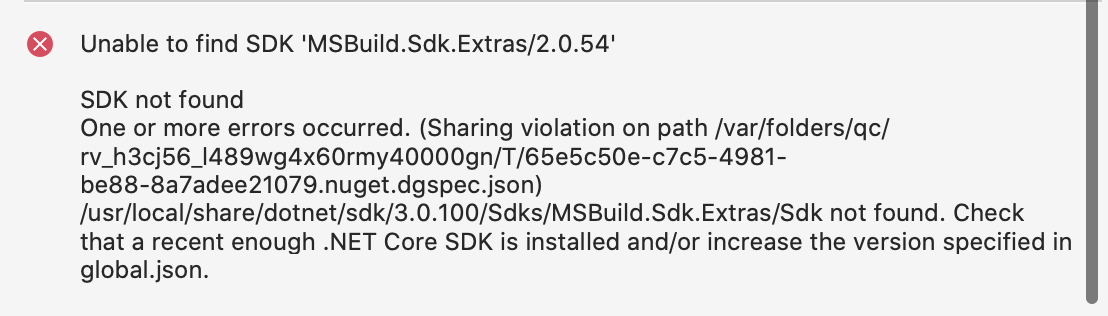 Unable to find SDK 'MSBuild.Sdk.Extras/2.0.54'
SDK not found
One or more errors occurred. (Sharing violation on path /var/folders/qc/
rv_h3cj56_l489wg4x60rmy40000gn/T/65e5c50e-c7c5-4981-
be88-8a7adee21079.nuget.dgspec.json)
/usr/local/share/dotnet/sdk/3.0.100/Sdks/MSBuild.Sdk.Extras/Sdk not found. Check
that a recent enough .NET Core SDK is installed and/or increase the version specified in
global.json.